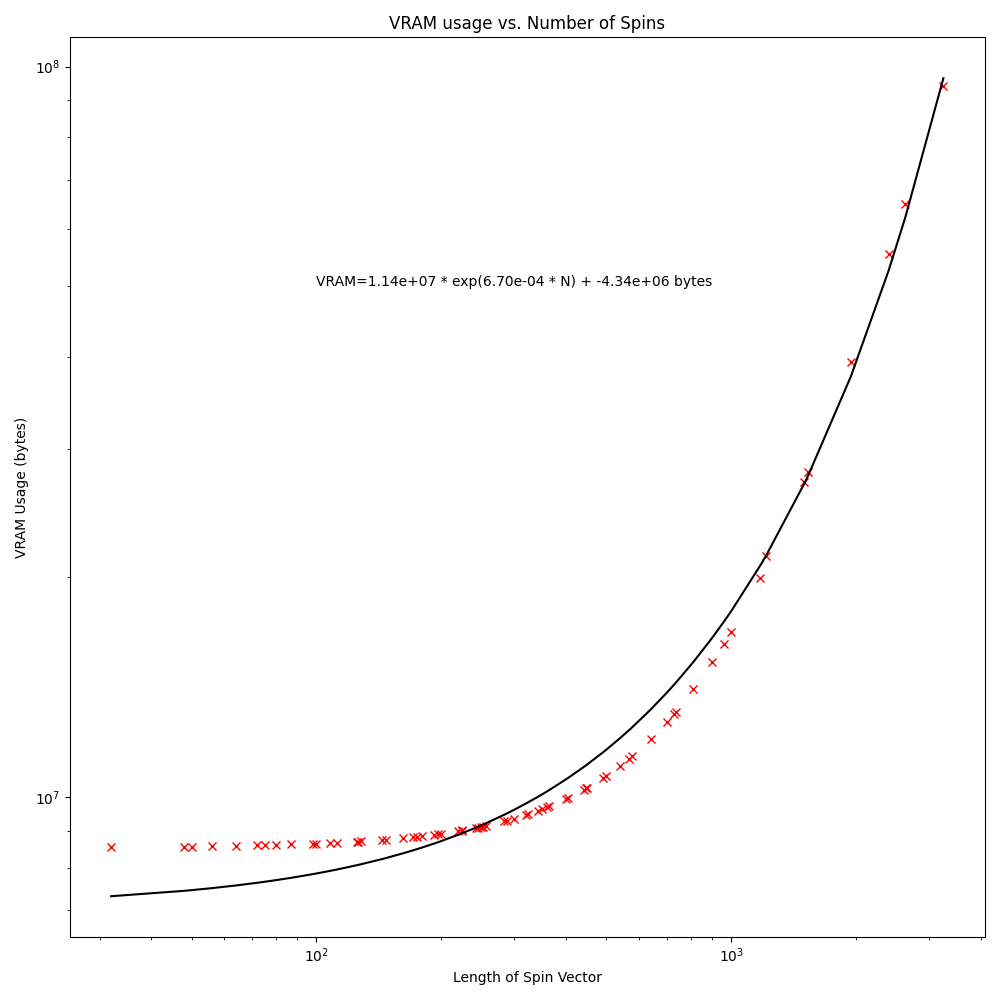 VRAM usage vs. Number of Spins
10⁸
VRAM=1.14e+07 * exp(6.70e-04 * N) + -4.34e+06 bytes
VRAM Usage (bytes)
10⁷
10² 10³
Length of Spin Vector